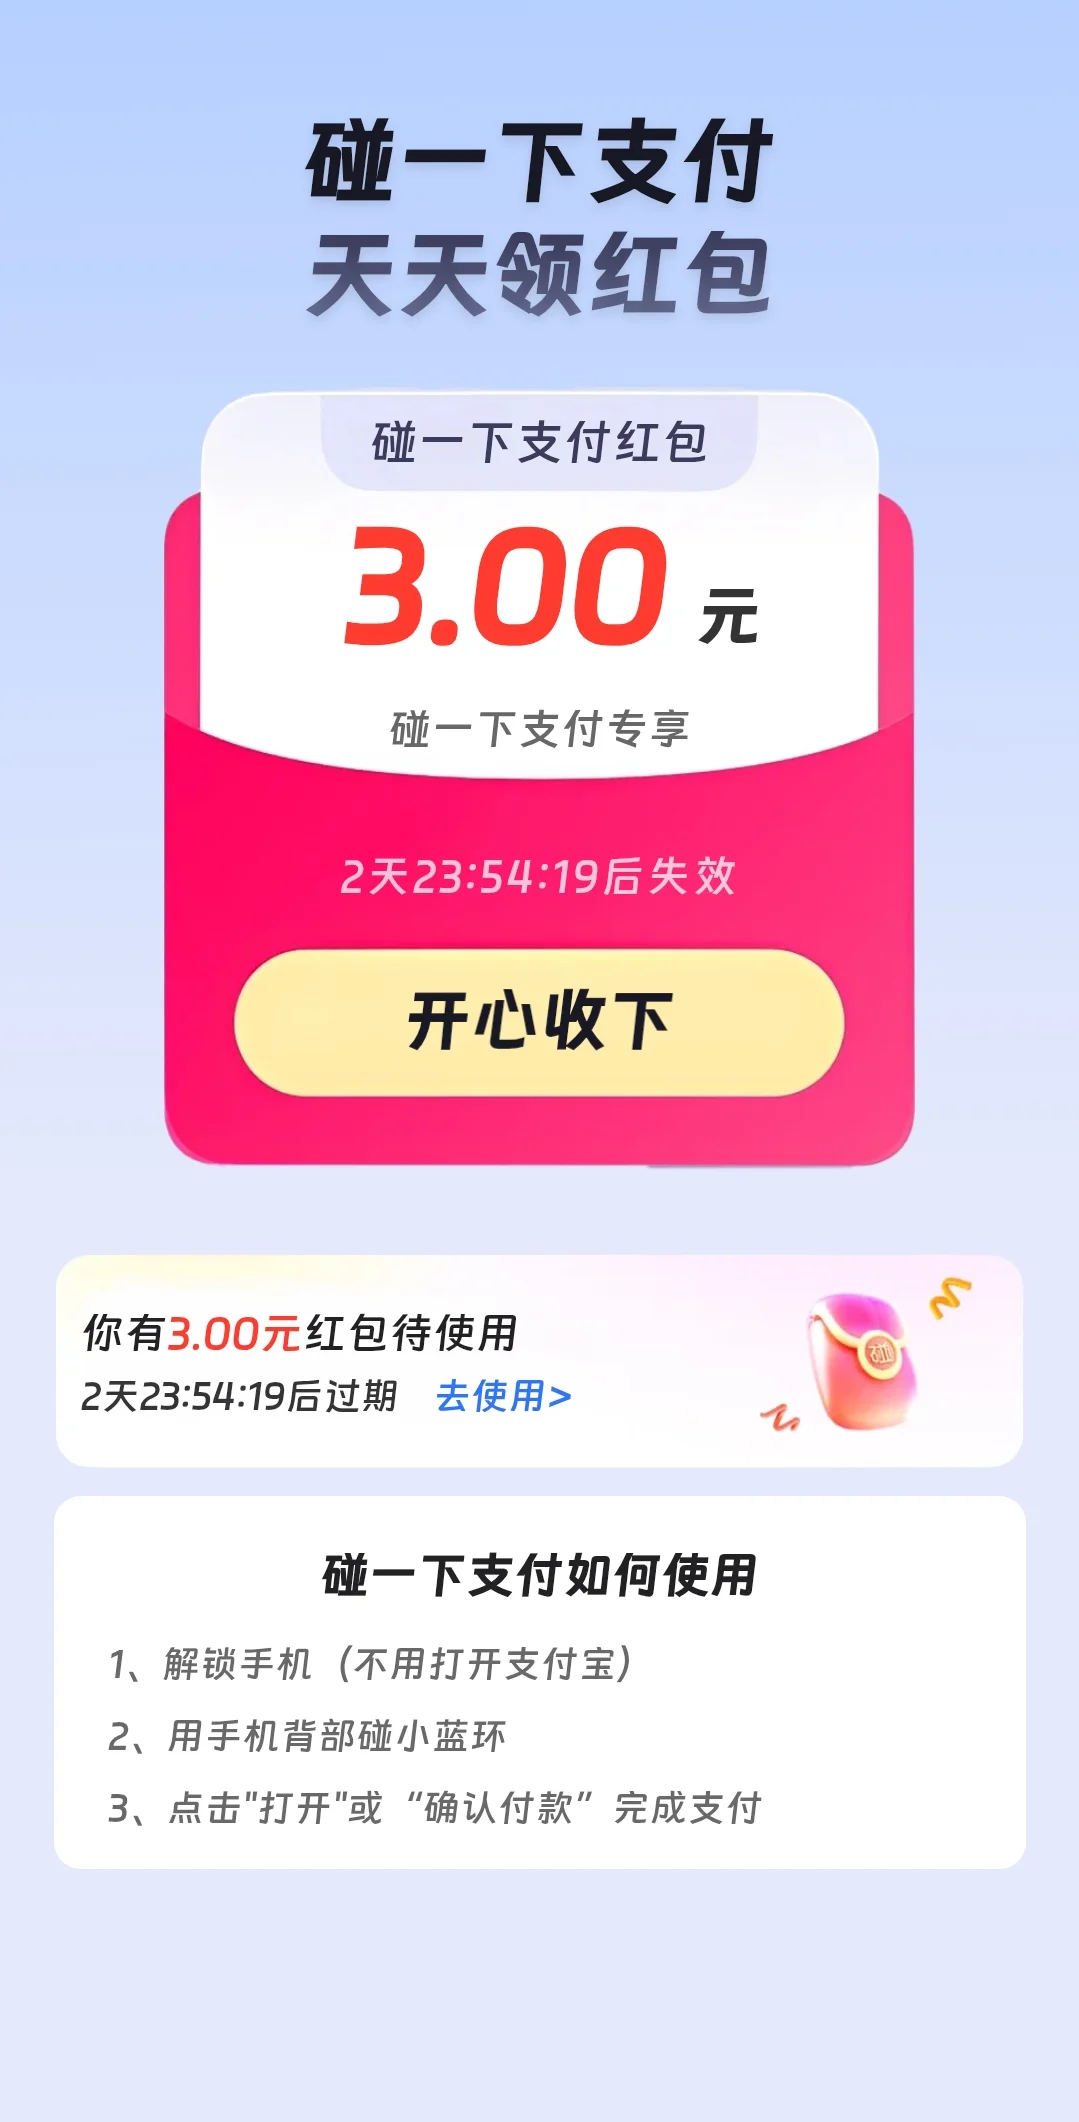 碰一下支付
天天领红包
碰一下支付红包
3.00 元
碰一下支付专享
2天23:54:19后失效
开心收下
你有3.00元红包待使用
2天23:54:19后过期 去使用>
碰
碰一下支付如何使用
1、解锁手机（不用打开支付宝）
2、用手机背部碰小蓝环
3、点击"打开"或“确认付款”完成支付